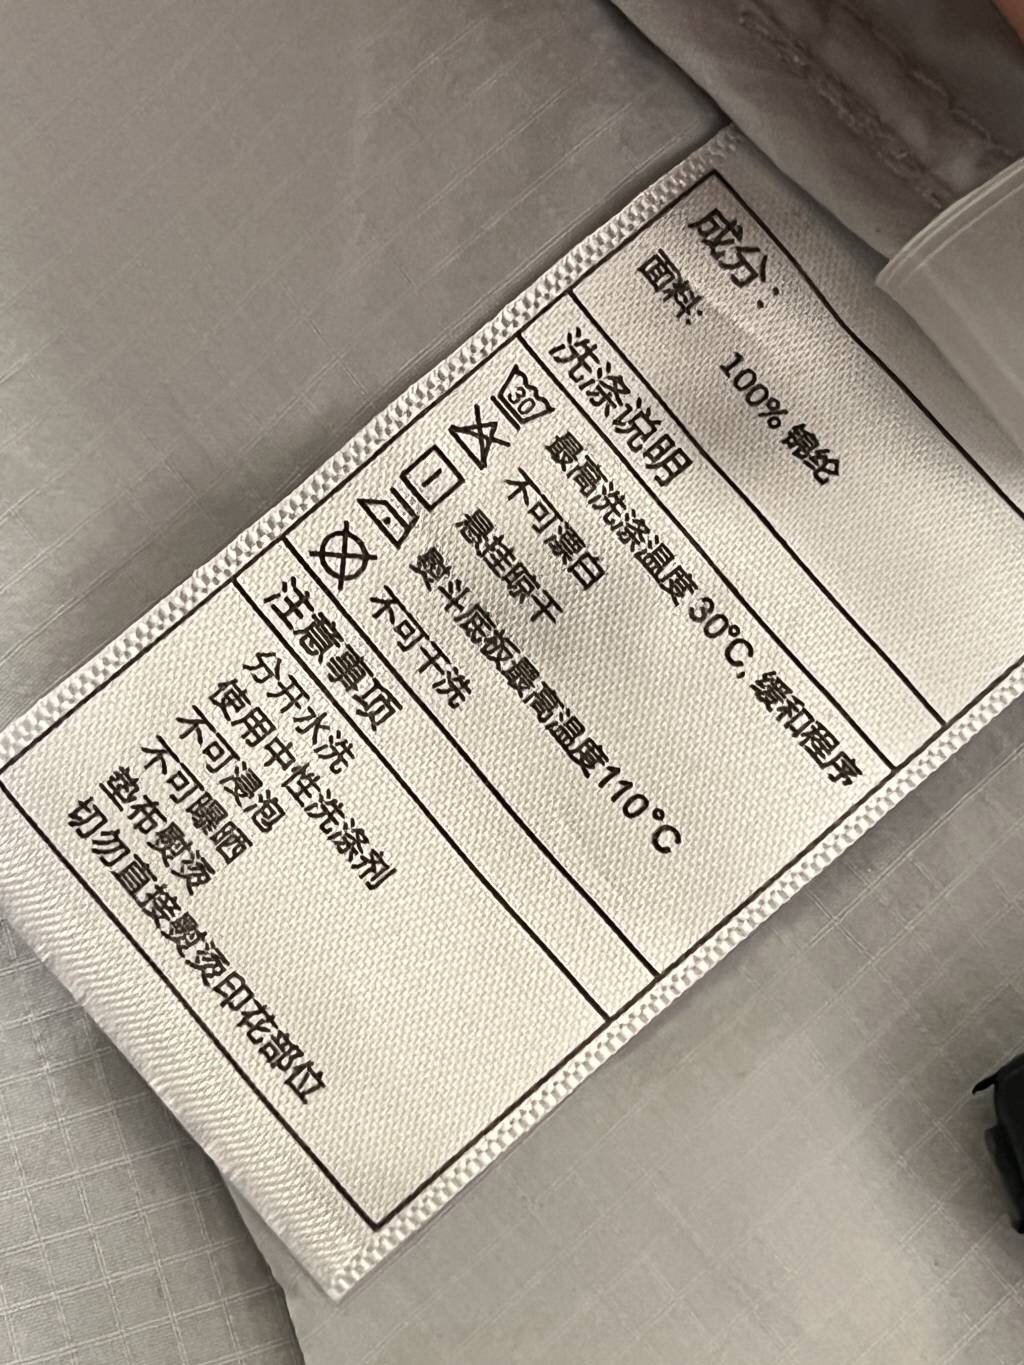 成分：
面料: 100% 锦纶
洗涤说明
30 最高洗涤温度 30°C, 缓和程序
不可漂白
悬挂晾干
熨斗底板最高温度110°C
不可干洗
注意事项
分开水洗
使用中性洗涤剂
不可浸泡
不可曝晒
垫布熨烫
切勿直接熨烫印花部位